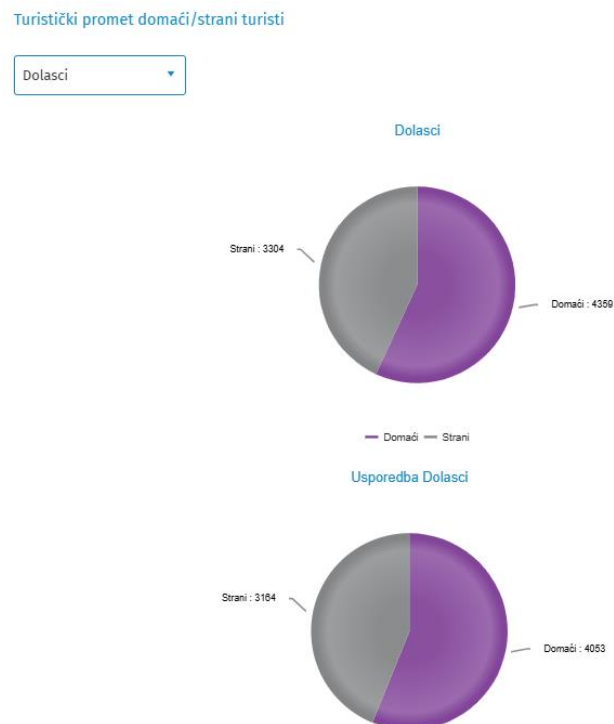 Turistički promet domaći/strani turisti
Dolasci
Dolasci
Strani : 3304
Domaći : 4359
Domaći
Strani
Usporedba Dolasci
Strani : 3164
Domaći : 4053